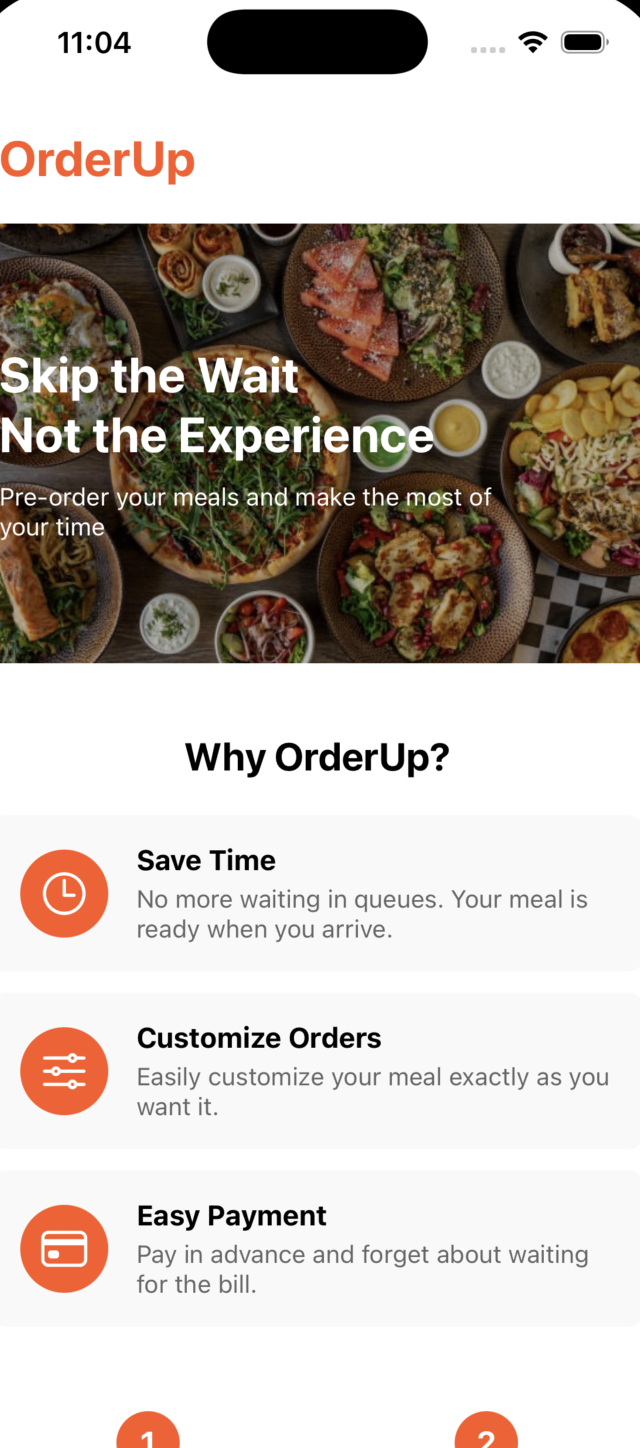 11:04
OrderUp
Skip the Wait
Not the Experience
Pre-order your meals and make the most of
your time
Why OrderUp?
Save Time
No more waiting in queues. Your meal is
ready when you arrive.
Customize Orders
Easily customize your meal exactly as you
want it.
Easy Payment
Pay in advance and forget about waiting
for the bill.
1 2